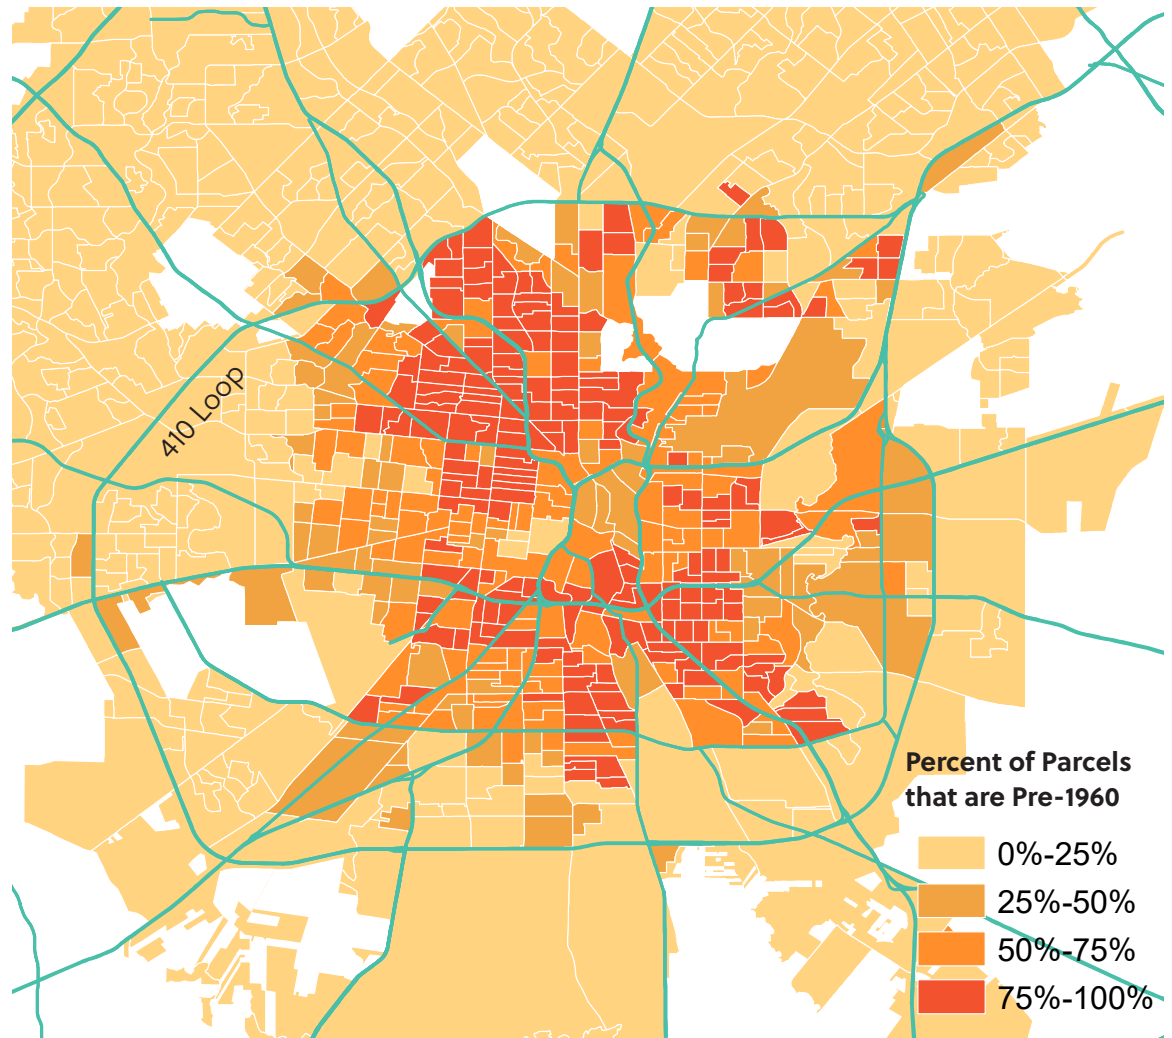 410 Loop
Percent of Parcels
that are Pre-1960
0%-25%
25%-50%
50%-75%
75%-100%